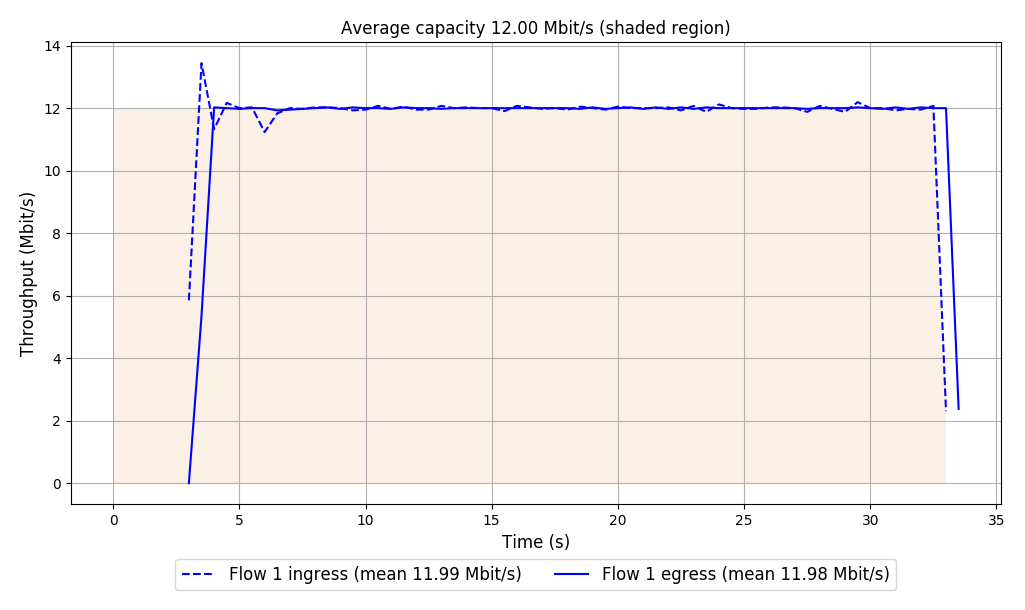 Average capacity 12.00 Mbit/s (shaded region)
14
12
10
8
6
4
2
0
Throughput (Mbit/s)
0 5 10 15 20 25 30 35
Time (s)
Flow 1 ingress (mean 11.99 Mbit/s) Flow 1 egress (mean 11.98 Mbit/s)